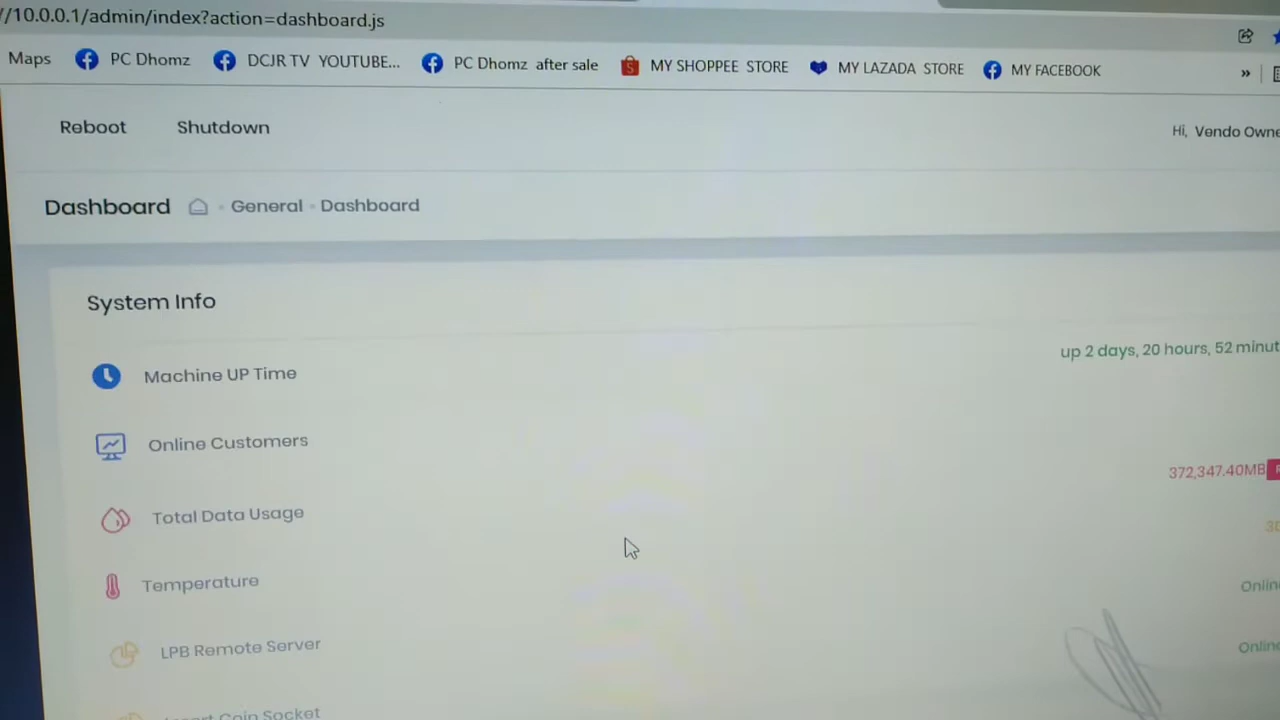 //10.0.0.1/admin/index?action=dashboard.js
Maps PC Dhomz DCJR TV YOUTUBE... PC Dhomz after sale MY SHOPPEE STORE MY LAZADA STORE MY FACEBOOK »
Reboot Shutdown Hi, Vendo Owne
Dashboard General Dashboard
System Info
Machine UP Time up 2 days, 20 hours, 52 minut
Online Customers
372,347.40MB
Total Data Usage
Temperature
Onlin
LPB Remote Server Online
Coin Socket